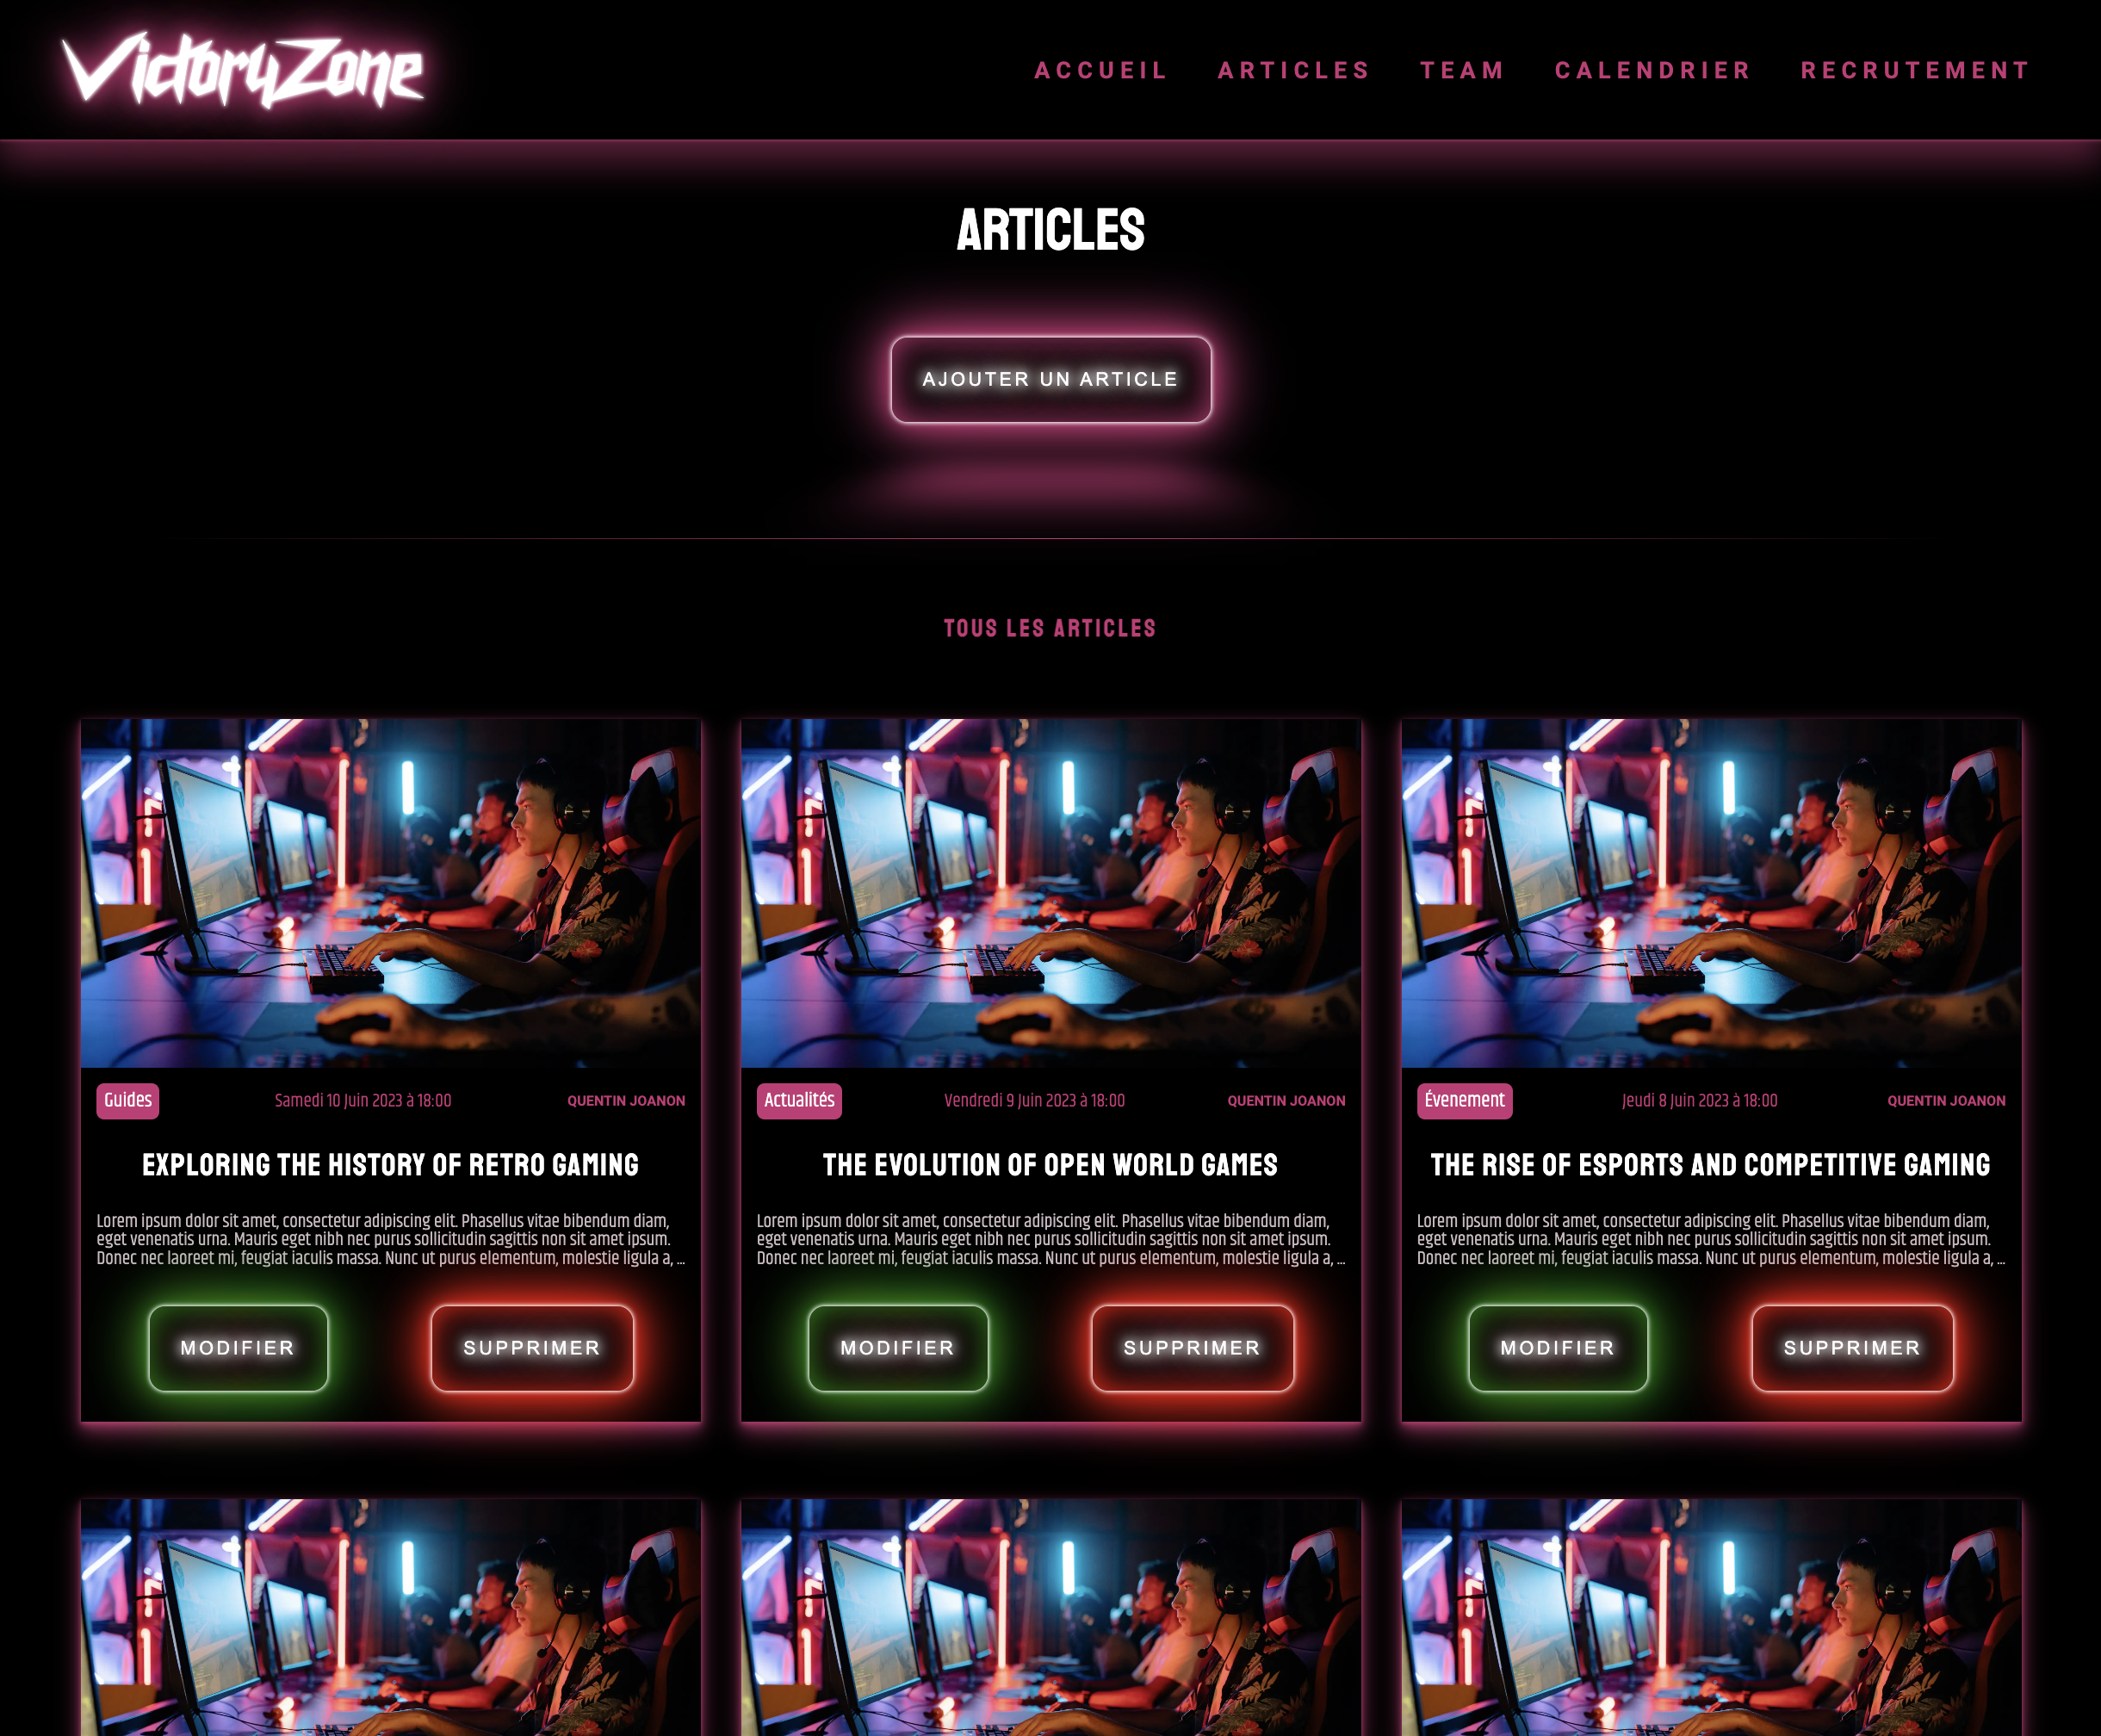 VictoryZone
ACCUEIL ARTICLES TEAM CALENDRIER RECRUTEMENT
ARTICLES
AJOUTER UN ARTICLE
TOUS LES ARTICLES
Guides Samedi 10 Juin 2023 à 18:00 QUENTIN JOANON
EXPLORING THE HISTORY OF RETRO GAMING
Lorem ipsum dolor sit amet, consectetur adipiscing elit. Phasellus vitae bibendum diam,
eget venenatis urna. Mauris eget nibh nec purus sollicitudin sagittis non sit amet ipsum.
Donec nec laoreet mi, feugiat iaculis massa. Nunc ut purus elementum, molestie ligula a, ...
MODIFIER SUPPRIMER
Actualités Vendredi 9 Juin 2023 à 18:00 QUENTIN JOANON
THE EVOLUTION OF OPEN WORLD GAMES
Lorem ipsum dolor sit amet, consectetur adipiscing elit. Phasellus vitae bibendum diam,
eget venenatis urna. Mauris eget nibh nec purus sollicitudin sagittis non sit amet ipsum.
Donec nec laoreet mi, feugiat iaculis massa. Nunc ut purus elementum, molestie ligula a, ...
MODIFIER SUPPRIMER
Évenement Jeudi 8 Juin 2023 à 18:00 QUENTIN JOANON
THE RISE OF ESPORTS AND COMPETITIVE GAMING
Lorem ipsum dolor sit amet, consectetur adipiscing elit. Phasellus vitae bibendum diam,
eget venenatis urna. Mauris eget nibh nec purus sollicitudin sagittis non sit amet ipsum.
Donec nec laoreet mi, feugiat iaculis massa. Nunc ut purus elementum, molestie ligula a, ...
MODIFIER SUPPRIMER